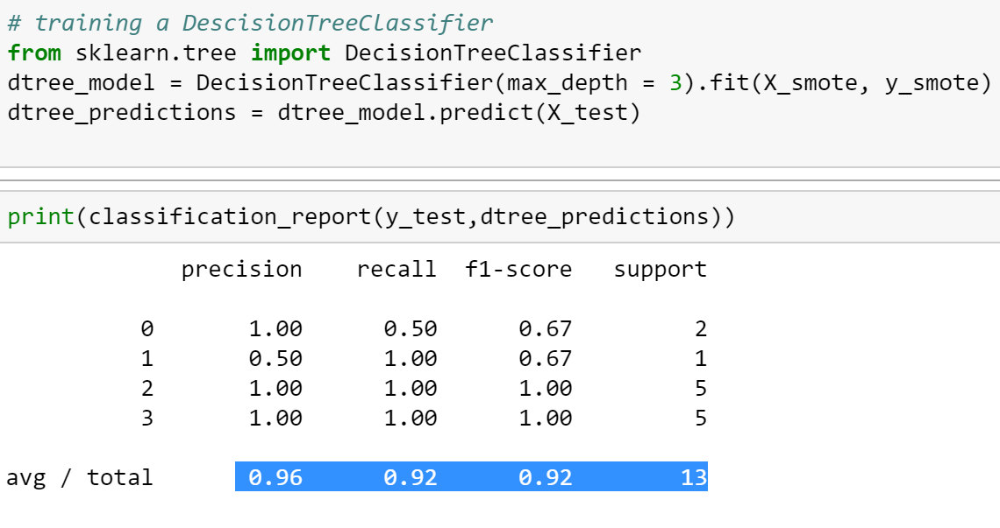 # training a DescisionTreeClassifier
from sklearn.tree import DecisionTreeClassifier
dtree_model = DecisionTreeClassifier(max_depth = 3).fit(X_smote, y_smote)
dtree_predictions = dtree_model.predict(X_test)
print(classification_report(y_test,dtree_predictions))
precision recall f1-score support
0 1.00 0.50 0.67 2
1 0.50 1.00 0.67 1
2 1.00 1.00 1.00 5
3 1.00 1.00 1.00 5
avg / total 0.96 0.92 0.92 13